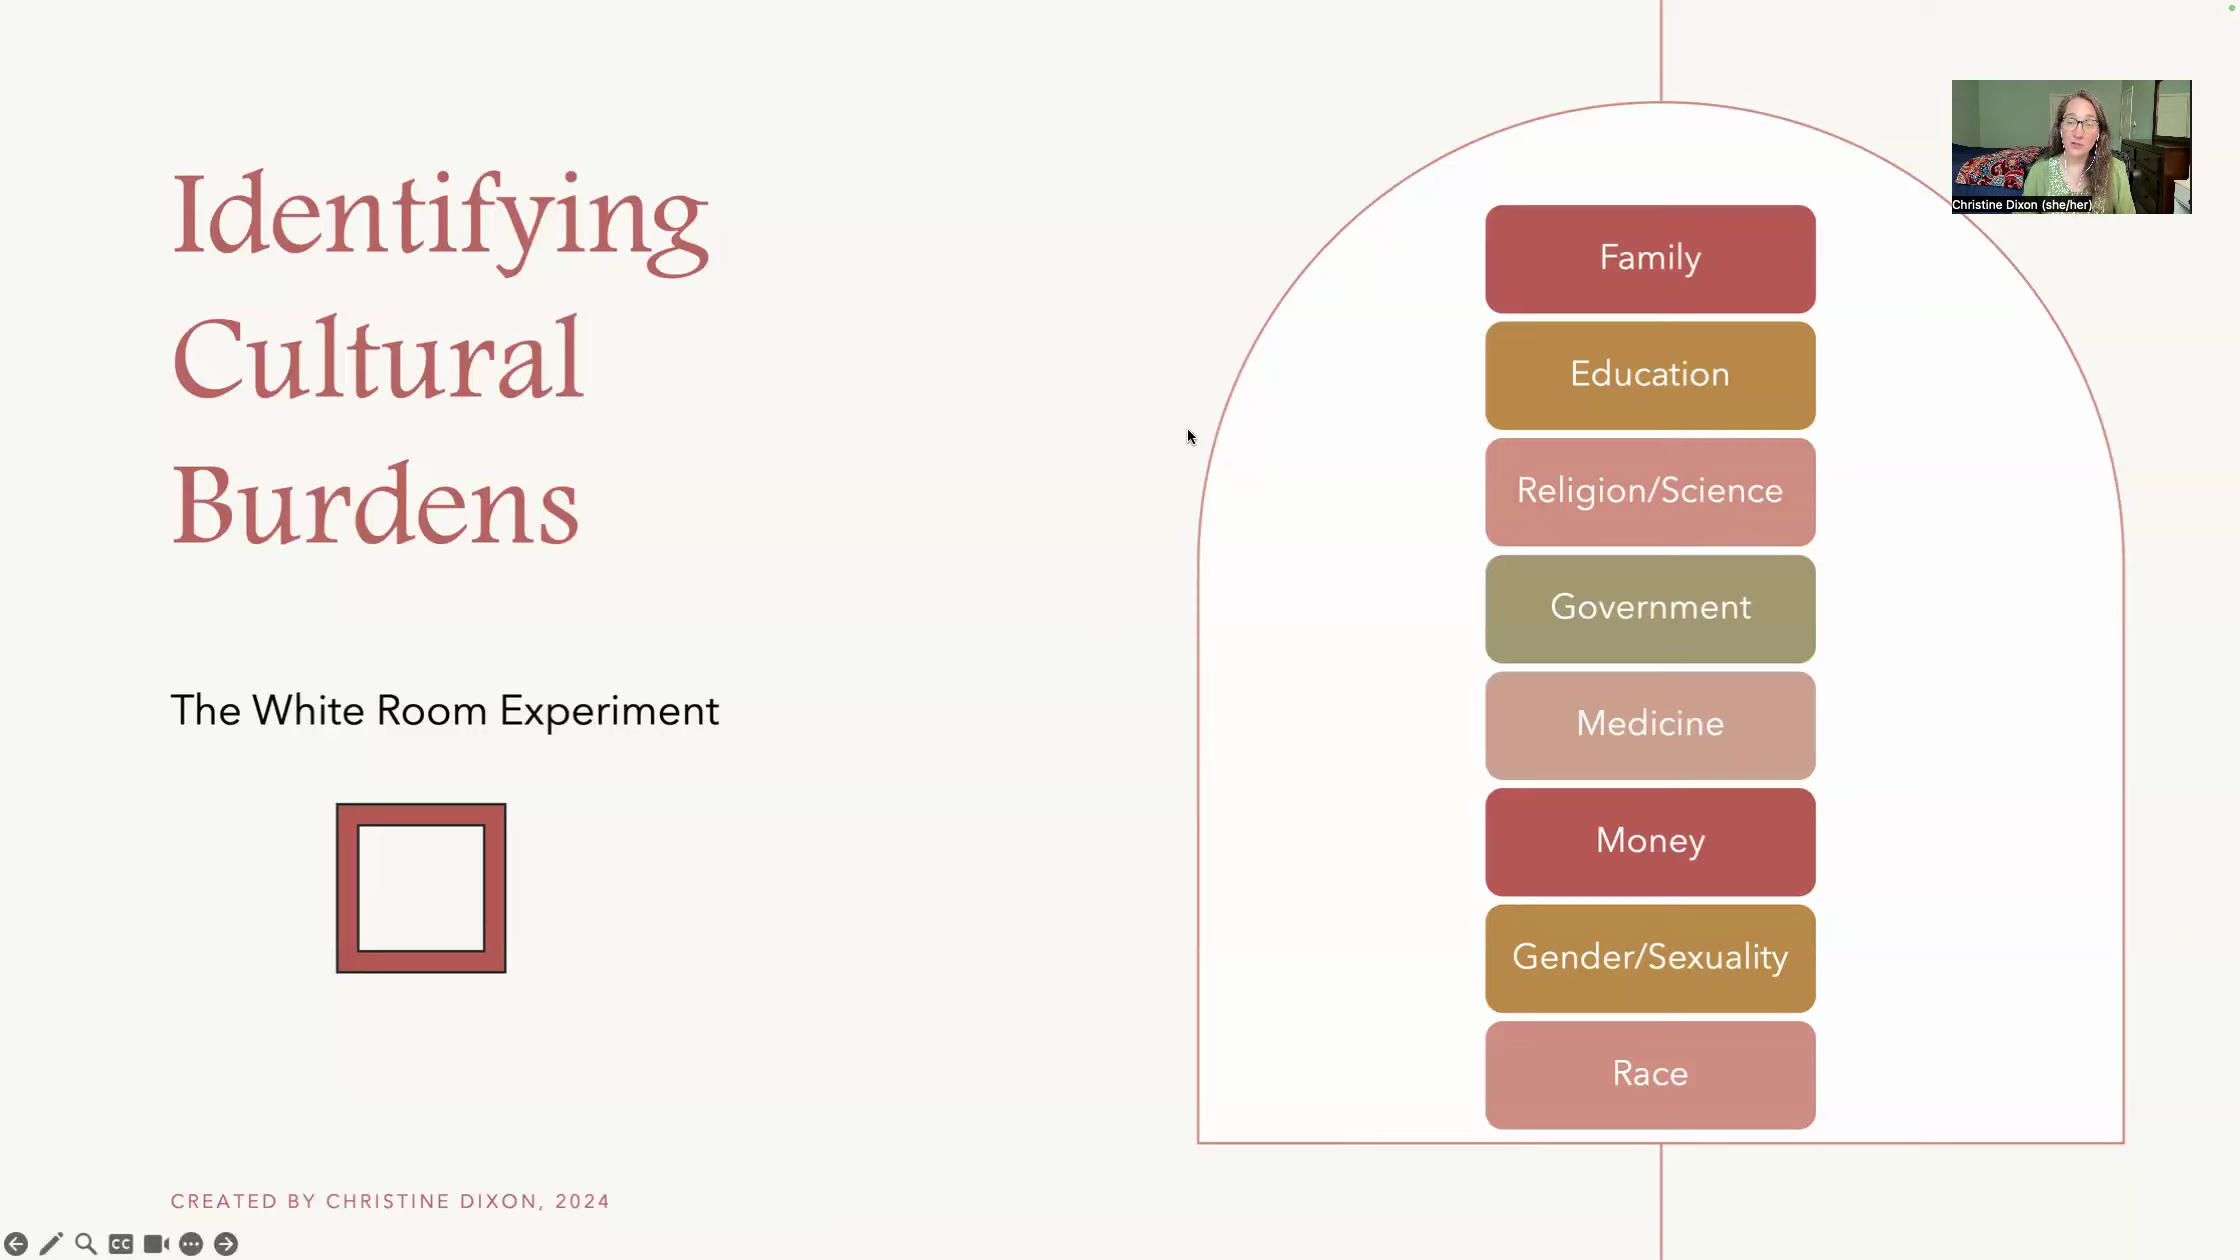 Identifying
Cultural
Burdens
The White Room Experiment
CREATED BY CHRISTINE DIXON, 2024
Family
Education
Religion/Science
Government
Medicine
Money
Gender/Sexuality
Race
Christine Dixon (she/her)
CC